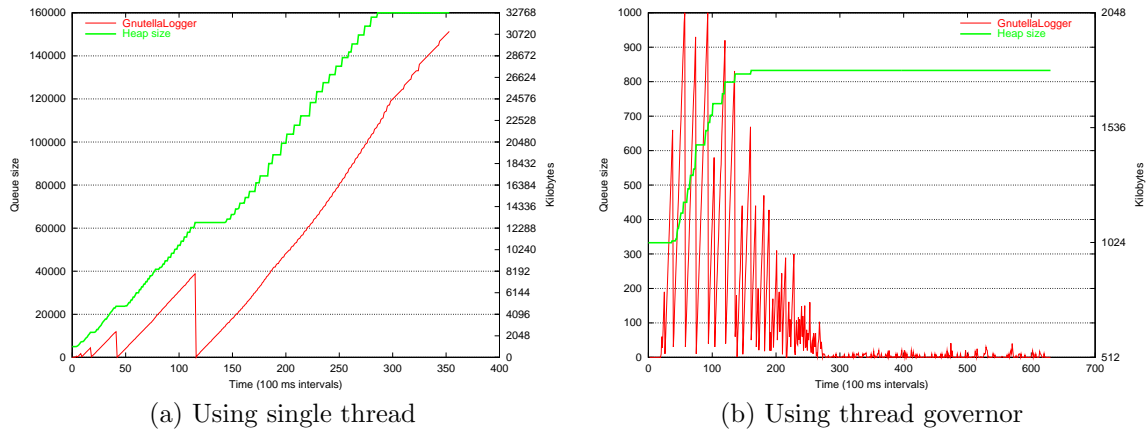 160000
140000
120000
100000
80000
60000
40000
20000
0
Queue size
GnutellaLogger
Heap size
32768
30720
28672
26624
24576
22528
20480
18432
16384
14336
12288
10240
8192
6144
4096
2048
0
Kilobytes
0 50 100 150 200 250 300 350 400
Time (100 ms intervals)
(a) Using single thread
1000
900
800
700
600
500
400
300
200
100
0
Queue size
GnutellaLogger
Heap size
2048
1536
1024
512
Kilobytes
0 100 200 300 400 500 600 700
Time (100 ms intervals)
(b) Using thread governor